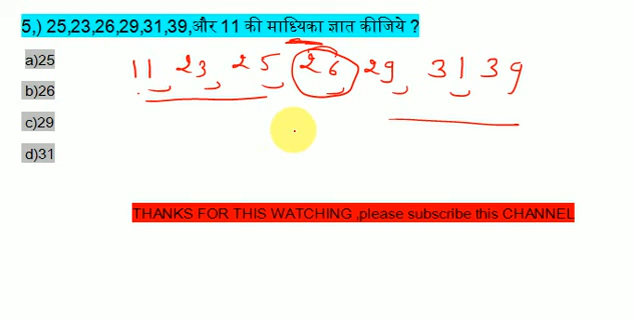 5,) 25,23,26,29,31,39,और 11 की माध्यिका ज्ञात कीजिये ?
a)25
11 23 25 26 29 31 39
b)26
c)29
d)31
THANKS FOR THIS WATCHING ,please subscribe this CHANNEL